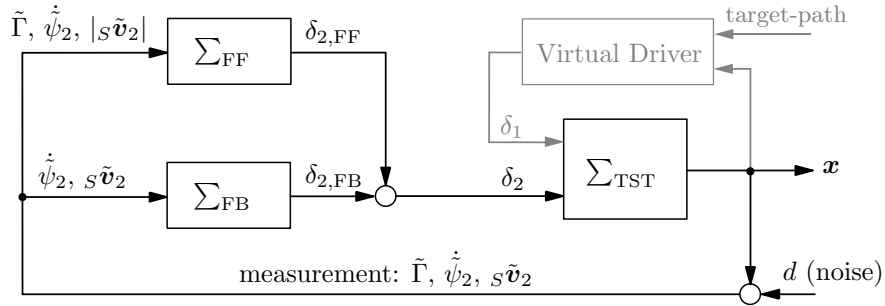 target-path
Γ̃, ψ̃̇₂, |ₛṽ₂|
δ₂,FF
∑FF
Virtual Driver
δ₁
ψ̃̇₂, ₛṽ₂
∑FB
δ₂,FB
δ₂
∑TST
x
measurement: Γ̃, ψ̃̇₂, ₛṽ₂
d (noise)